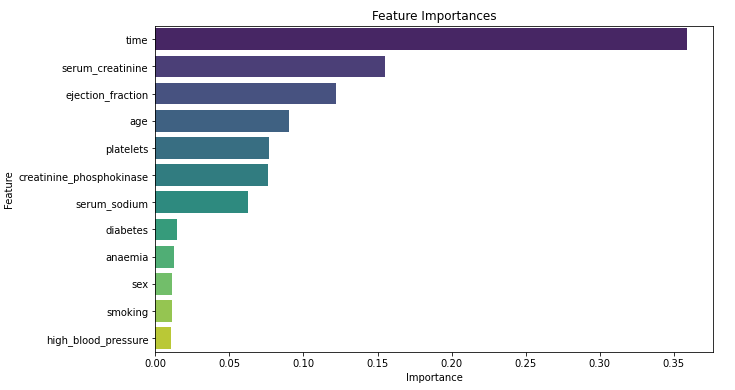 Feature Importances
Feature
time
serum_creatinine
ejection_fraction
age
platelets
creatinine_phosphokinase
serum_sodium
diabetes
anaemia
sex
smoking
high_blood_pressure
0.00 0.05 0.10 0.15 0.20 0.25 0.30 0.35
Importance